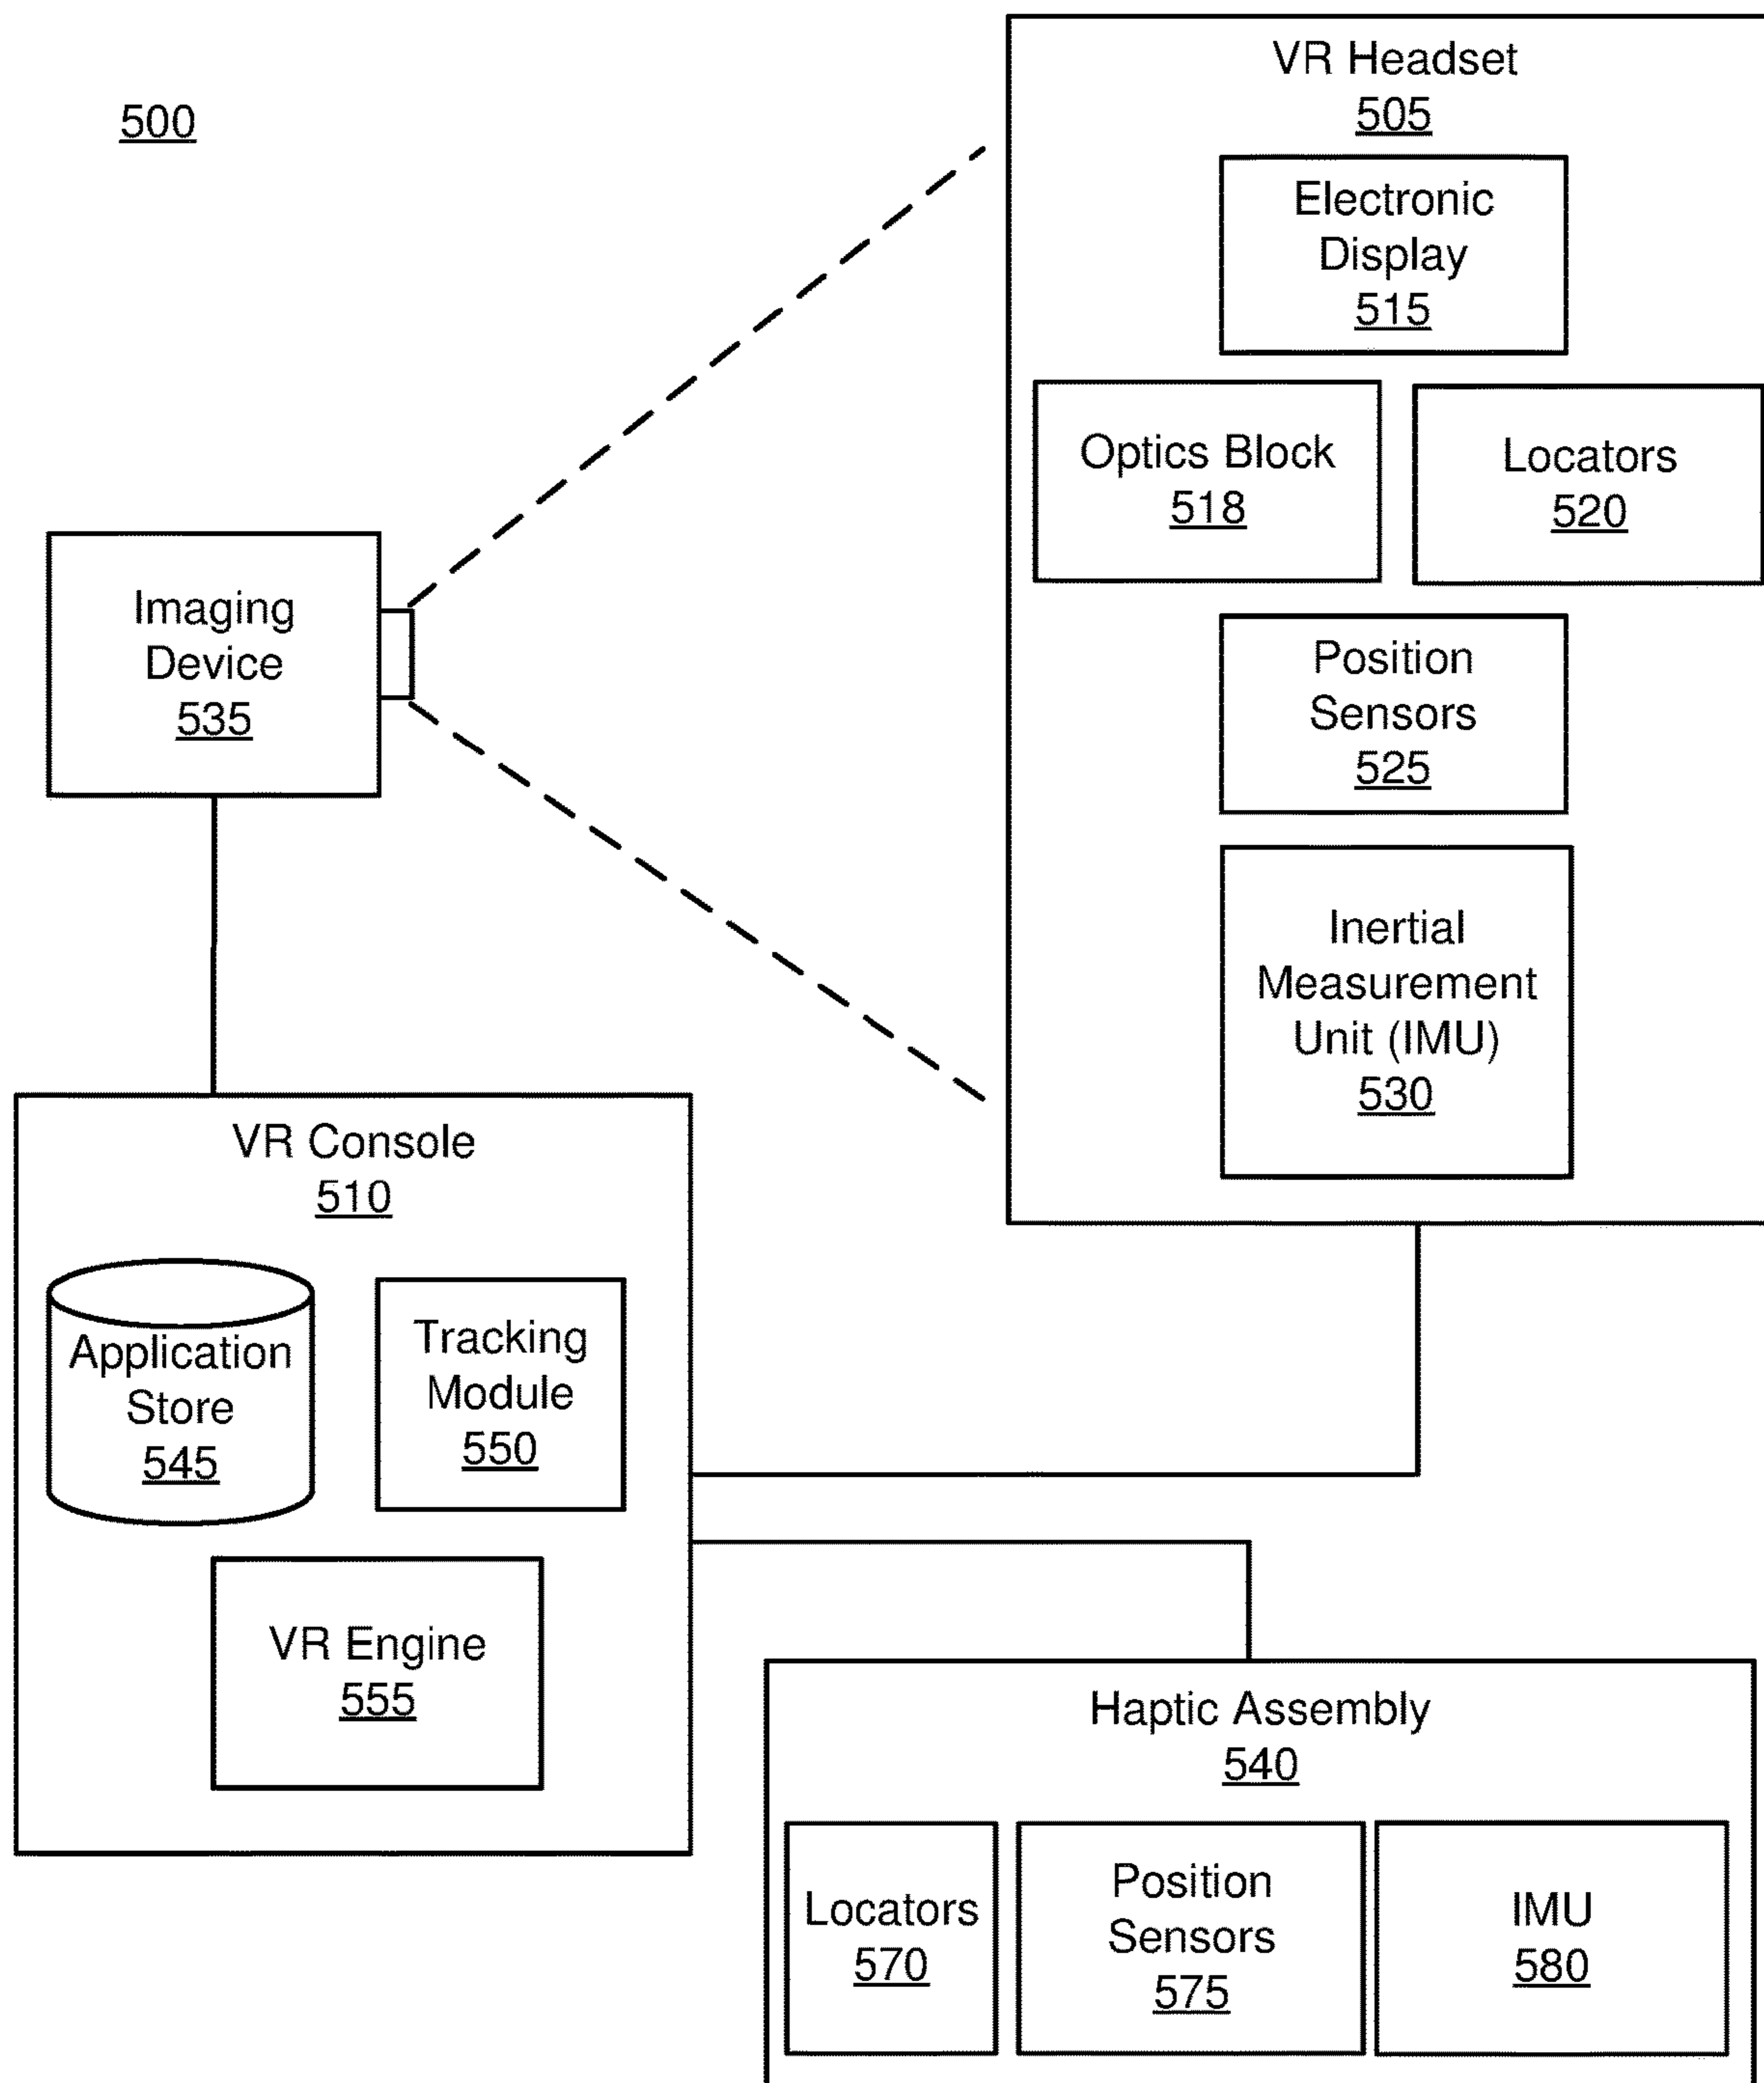 500
VR Headset
505
Electronic
Display
515
Optics Block
518
Locators
520
Position
Sensors
525
Inertial
Measurement
Unit (IMU)
530
Imaging
Device
535
VR Console
510
Application
Store
545
Tracking
Module
550
VR Engine
555
Haptic Assembly
540
Locators
570
Position
Sensors
575
IMU
580